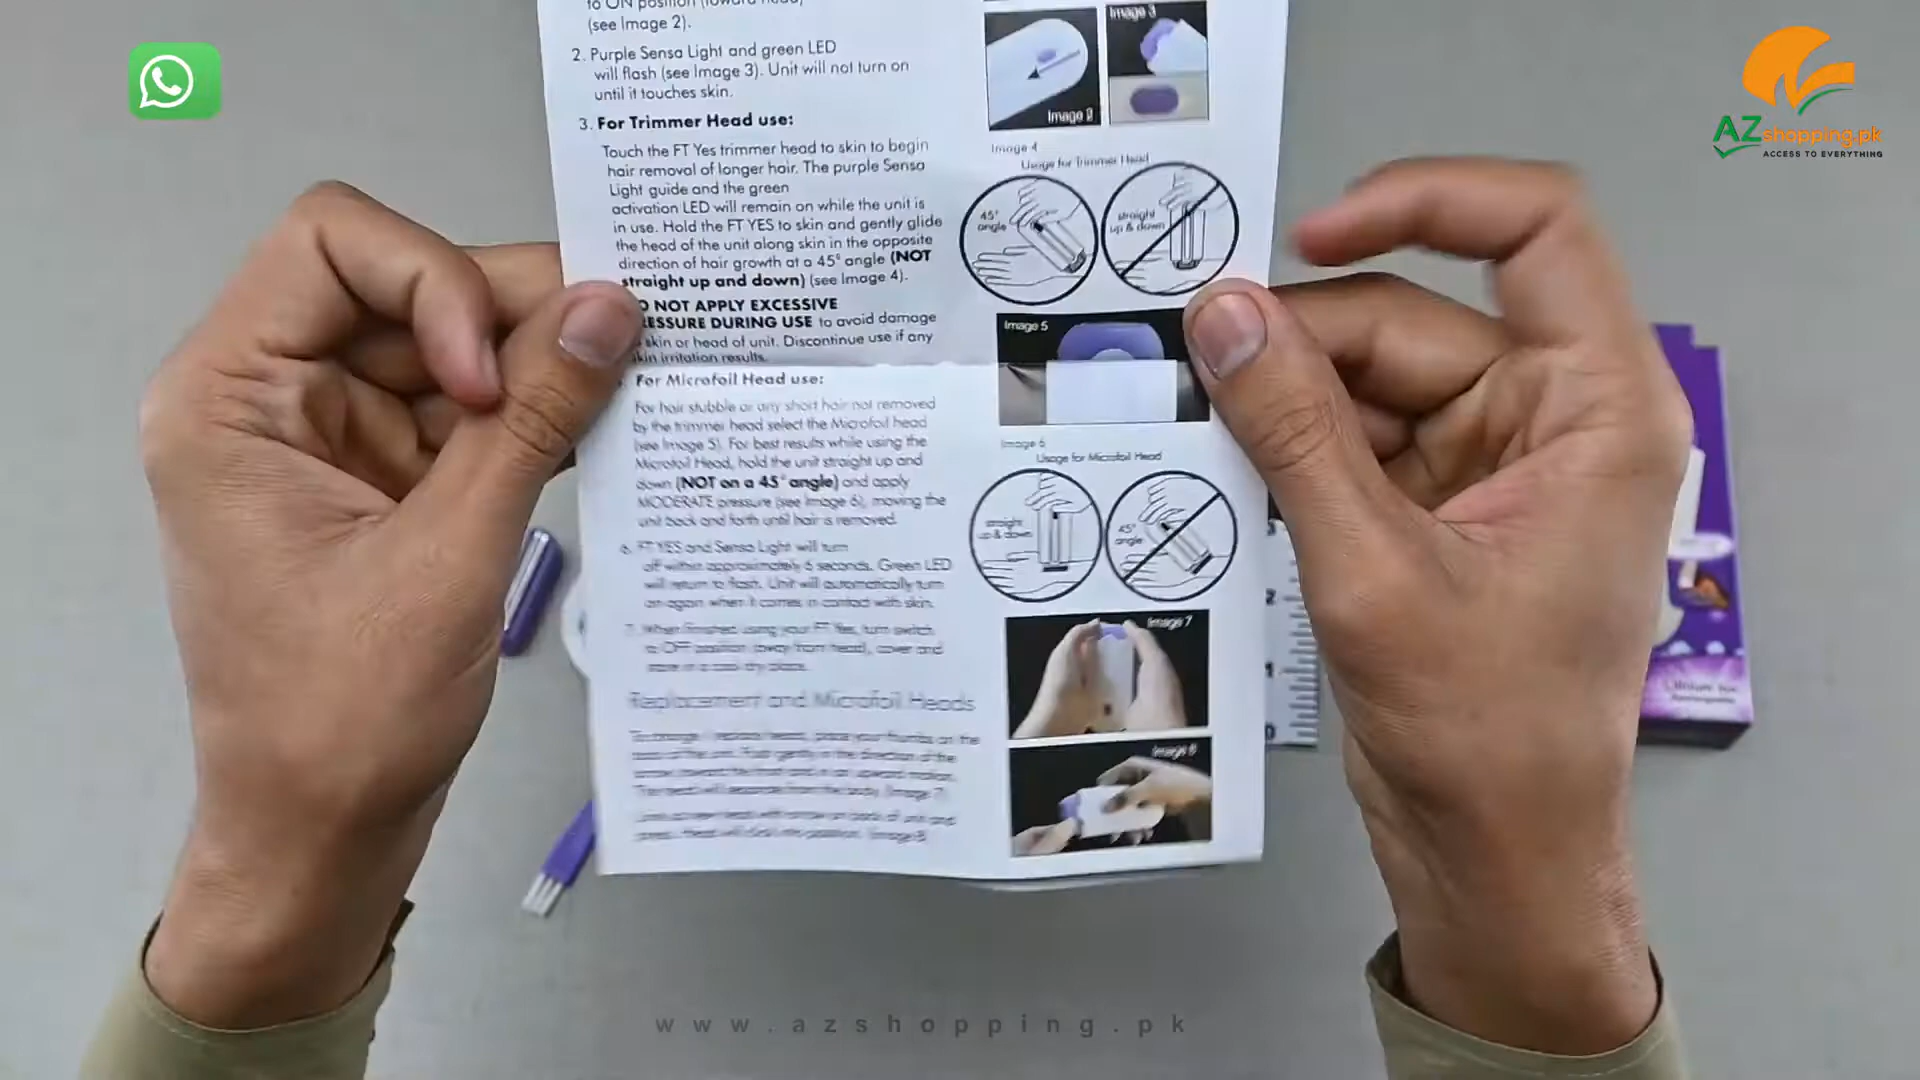 to ON position (toward head)
(see Image 2).
2. Purple Sensa Light and green LED
will flash (see Image 3). Unit will not turn on
until it touches skin.
3. For Trimmer Head use:
Touch the FT Yes trimmer head to skin to begin
hair removal of longer hair. The purple Sensa
Light guide and the green
activation LED will remain on while the unit is
in use. Hold the FT YES to skin and gently glide
the head of the unit along skin in the opposite
direction of hair growth at a 45° angle (NOT
straight up and down) (see Image 4).
NOT APPLY EXCESSIVE
DURING USE to avoid damage
skin or head of unit. Discontinue use if any
irritation results.
For Microfoil Head use:
For hair stubble or any short hair not removed
by the trimmer head select the Microfoil head
(see Image 5). For best results while using the
Microfoil Head, hold the unit straight up and
down (NOT on a 45° angle) and apply
MODERATE pressure (see Image 6), moving the
unit back and forth until hair is removed.
6. FT YES and Sensa Light will turn
off within approximately 6 seconds. Green LED
will return to flash. Unit will automatically turn
on again when it comes in contact with skin.
7. When finished using your FT Yes, turn switch
to OFF position (away from head), cover and
store in a cool dry place.
Replacement and Microfoil Heads
The head will separate from the body. (Image 7)
Image 2
Image 3
Image 4
Usage for Trimmer Head
45°
angle
straight
up & down
Image 5
Image 6
Usage for Microfoil Head
straight
up & down
45°
angle
Image 7
Image 8
3
2
1
0
AZshopping.pk
ACCESS TO EVERYTHING
www.azshopping.pk